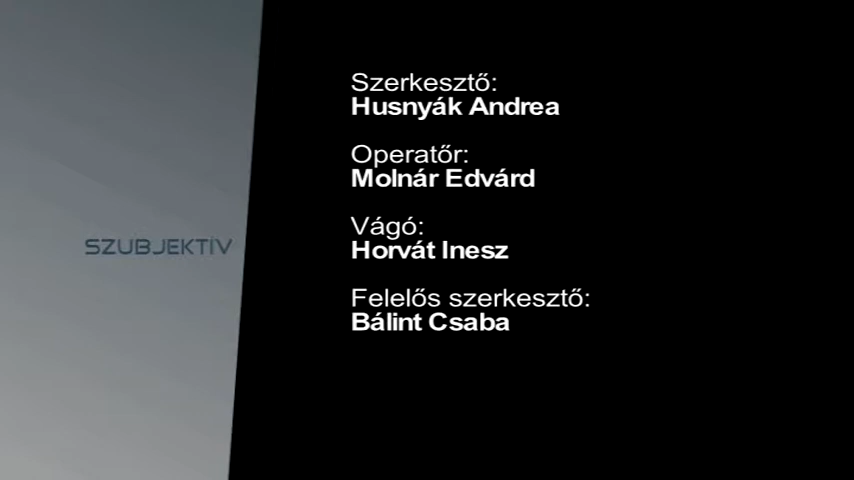 SZUBJEKTÍV
Szerkesztő:
Husnyák Andrea
Operatőr:
Molnár Edvárd
Vágó:
Horvát Inesz
Felelős szerkesztő:
Bálint Csaba